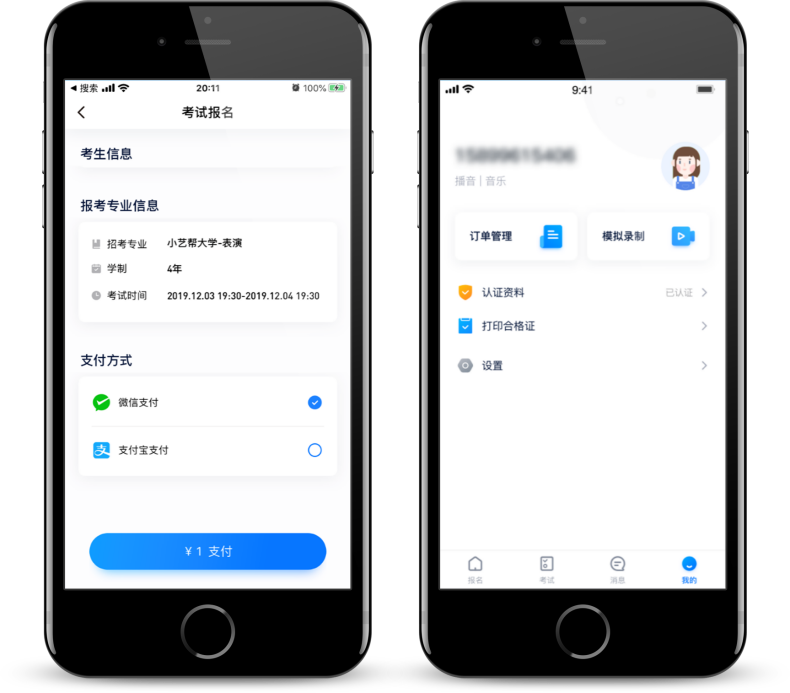 搜索
20:11
100%
考试报名
考生信息
报考专业信息
招考专业 小艺帮大学-表演
学制 4年
考试时间 2019.12.03 19:30-2019.12.04 19:30
支付方式
微信支付
支 支付宝支付
¥ 1 支付
9:41
播音 | 音乐
订单管理
模拟录制
认证资料 已认证
打印合格证
设置
报名 考试 消息 我的